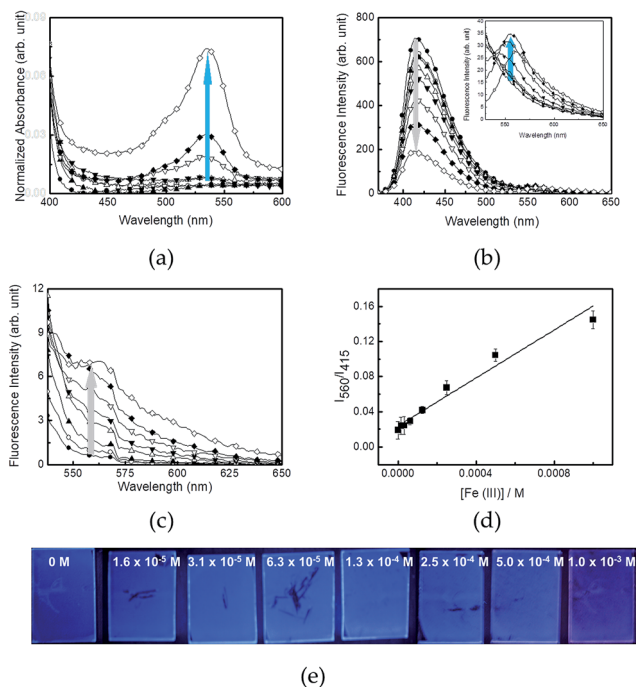 0.09
0.06
0.03
0.00
Normalized Absorbance (arb. unit)
400 450 500 550 600
Wavelength (nm)
(a)
800
600
400
200
0
Fluorescence Intensity (arb. unit)
400 450 500 550 600 650
Wavelength (nm)
40
35
30
25
20
15
10
5
0
Fluorescence Intensity (arb. unit)
550 600 650
Wavelength (nm)
(b)
12
9
6
3
0
Fluorescence Intensity (arb. unit)
550 575 600 625 650
Wavelength (nm)
(c)
0.16
0.12
0.08
0.04
0.00
I560/I415
0.0000 0.0004 0.0008
[Fe (III)] / M
(d)
0 M 1.6 x 10⁻⁵ M 3.1 x 10⁻⁵ M 6.3 x 10⁻⁵ M 1.3 x 10⁻⁴ M 2.5 x 10⁻⁴ M 5.0 x 10⁻⁴ M 1.0 x 10⁻³ M
(e)